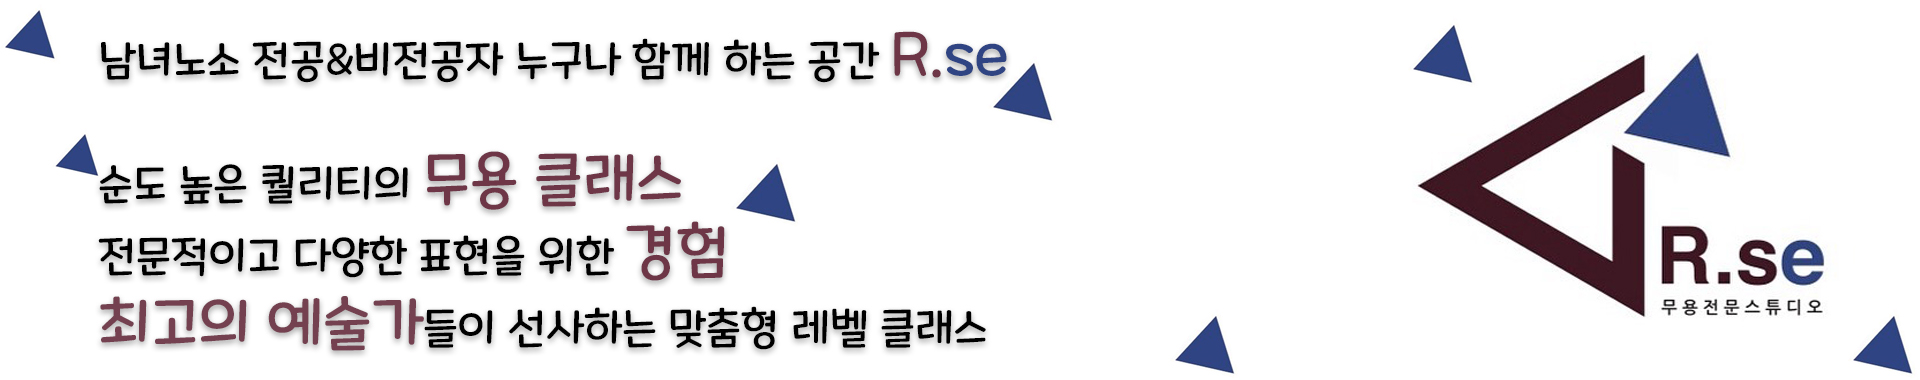 남녀노소 전공&비전공자 누구나 함께 하는 공간 R.se
순도 높은 퀄리티의 무용 클래스
전문적이고 다양한 표현을 위한 경험
최고의 예술가들이 선사하는 맞춤형 레벨 클래스
R.se
무용전문스튜디오